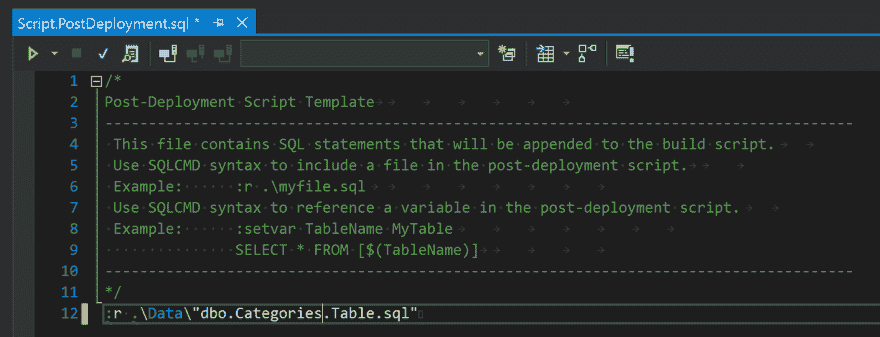 Script.PostDeployment.sql *
1 /*
2 Post-Deployment Script Template
3 --------------------------------------------------------------------------------------
4 This file contains SQL statements that will be appended to the build script.
5 Use SQLCMD syntax to include a file in the post-deployment script.
6 Example: :r .\myfile.sql
7 Use SQLCMD syntax to reference a variable in the post-deployment script.
8 Example: :setvar TableName MyTable
9 SELECT * FROM [$(TableName)]
10 --------------------------------------------------------------------------------------
11 */
12 :r .\Data\"dbo.Categories.Table.sql"